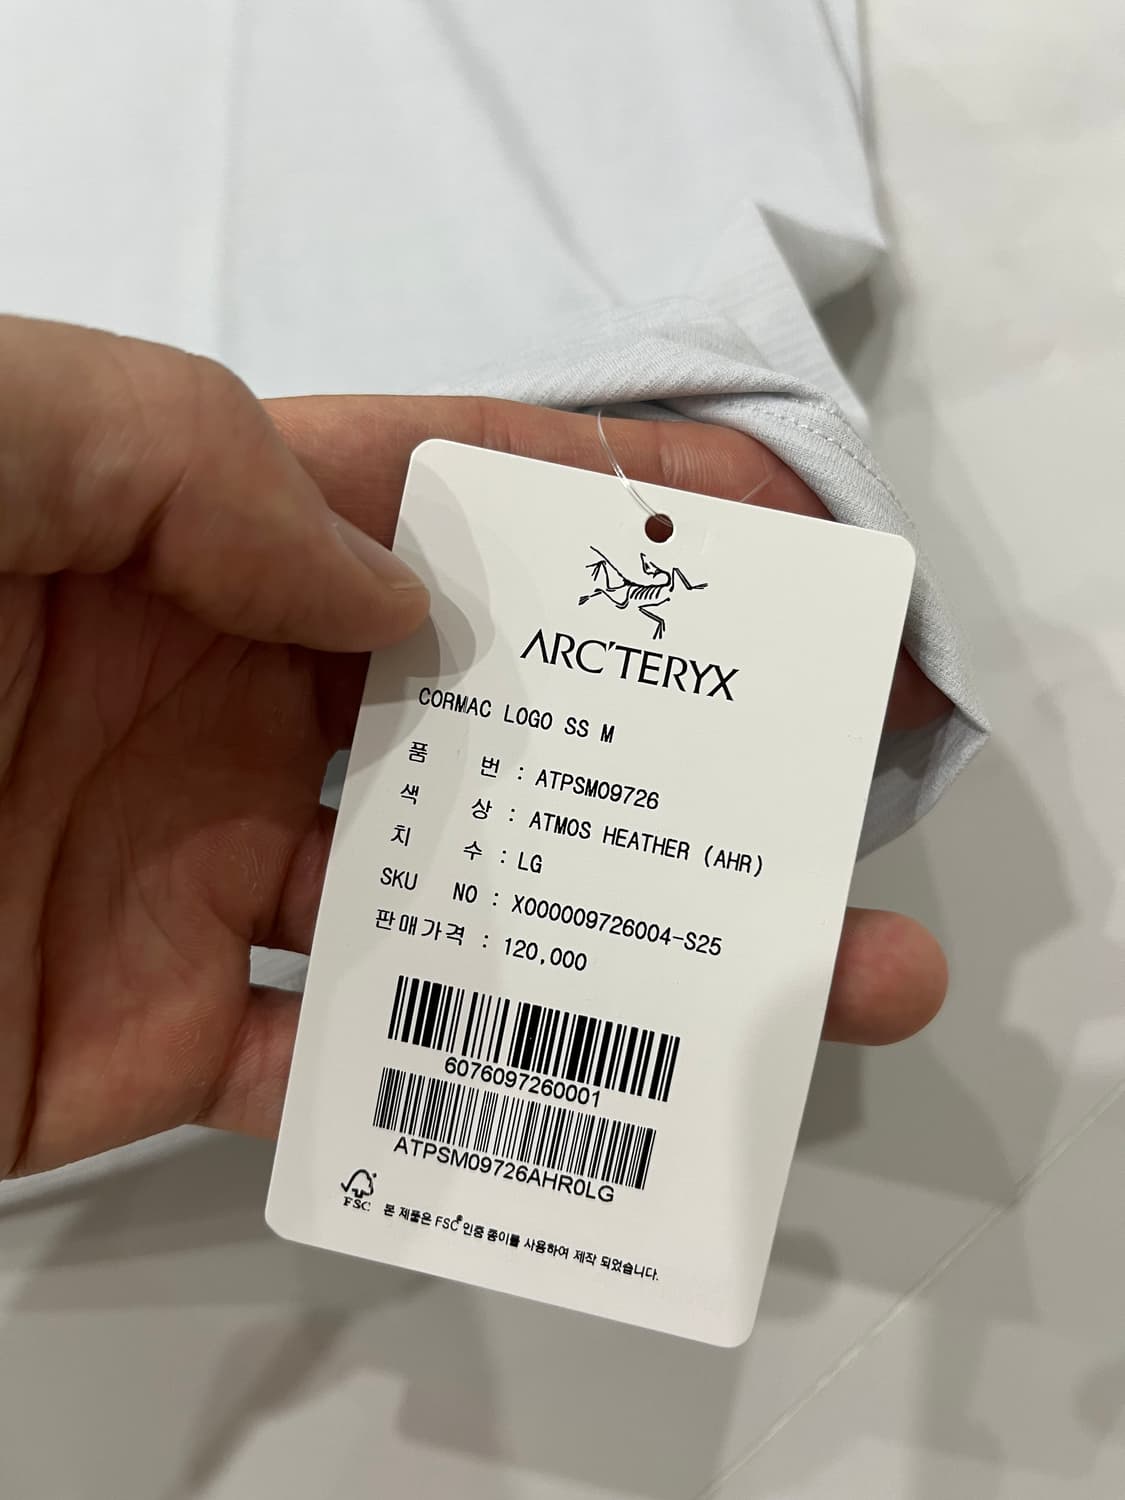 ARC'TERYX
CORMAC LOGO SS M
품 번 : ATPSM09726
색 상 : ATMOS HEATHER (AHR)
치 수 : LG
SKU NO : X000009726004-S25
판매가격 : 120,000
6076097260001
ATPSM09726AHR0LG
FSC
본 제품은 FSC® 인증 종이를 사용하여 제작 되었습니다.